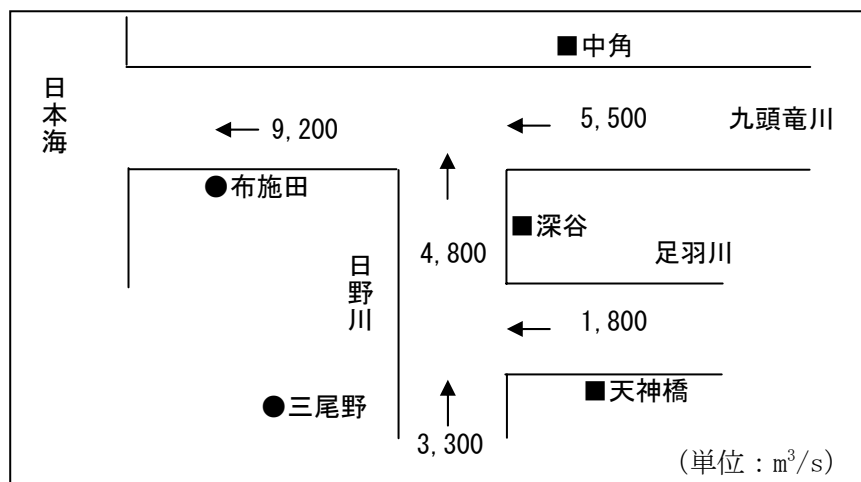 ■中角
日本海
← 9,200
← 5,500
九頭竜川
●布施田
■深谷
4,800
足羽川
日野川
← 1,800
●三尾野
■天神橋
3,300
(単位：m³/s)